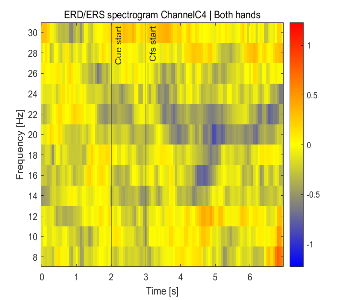 ERD/ERS spectrogram ChannelC4 | Both hands
Frequency [Hz]
30
28
26
24
22
20
18
16
14
12
10
8
Cue start
Cfs start
0 1 2 3 4 5 6
Time [s]
1
0.5
0
-0.5
-1